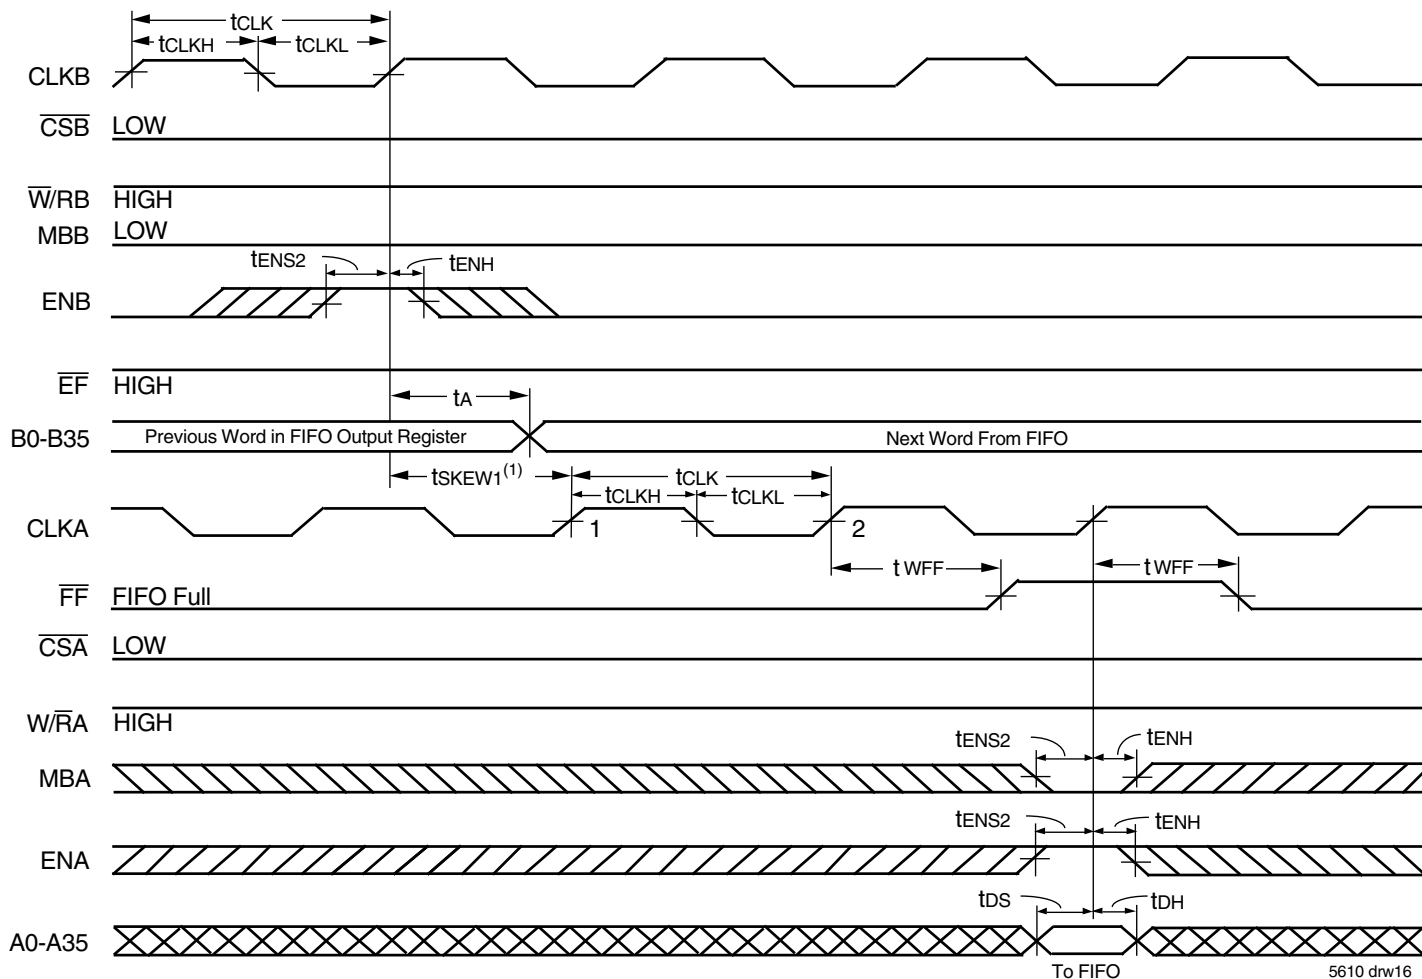 tCLK
tCLKH tCLKL
CLKB
CSB LOW
W/RB HIGH
MBB LOW
tENS2 tENH
ENB
EF HIGH
tA
B0-B35 Previous Word in FIFO Output Register Next Word From FIFO
tSKEW1(1) tCLK
tCLKH tCLKL
CLKA 1 2
tWFF tWFF
FF FIFO Full
CSA LOW
W/RA HIGH
tENS2 tENH
MBA
tENS2 tENH
ENA
tDS tDH
A0-A35
To FIFO
5610 drw16